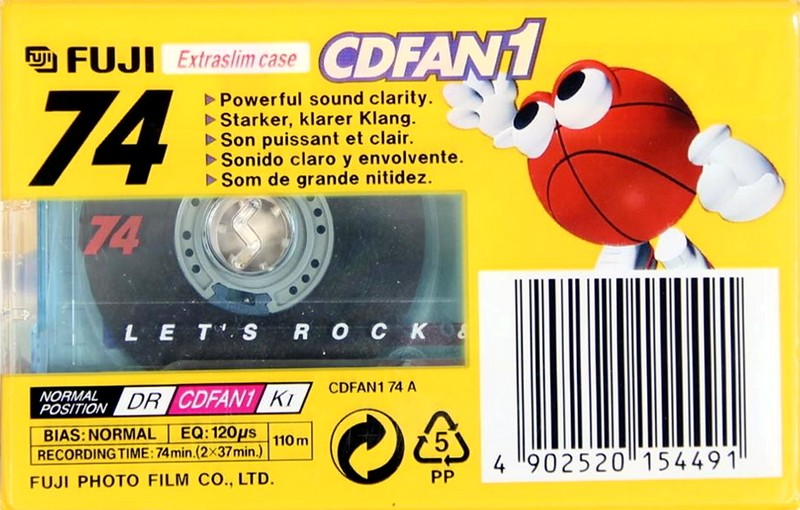 FUJI FUJI Extraslim case CDFAN1
74
Powerful sound clarity.
Starker, klarer Klang.
Son puissant et clair.
Sonido claro y envolvente.
Som de grande nitidez.
74
LET'S ROCK &
NORMAL POSITION DR CDFAN1 KI
CDFAN1 74 A
BIAS: NORMAL EQ: 120µs 110m
RECORDING TIME: 74min. (2×37min.)
FUJI PHOTO FILM CO., LTD.
5
PP
4 902520 154491